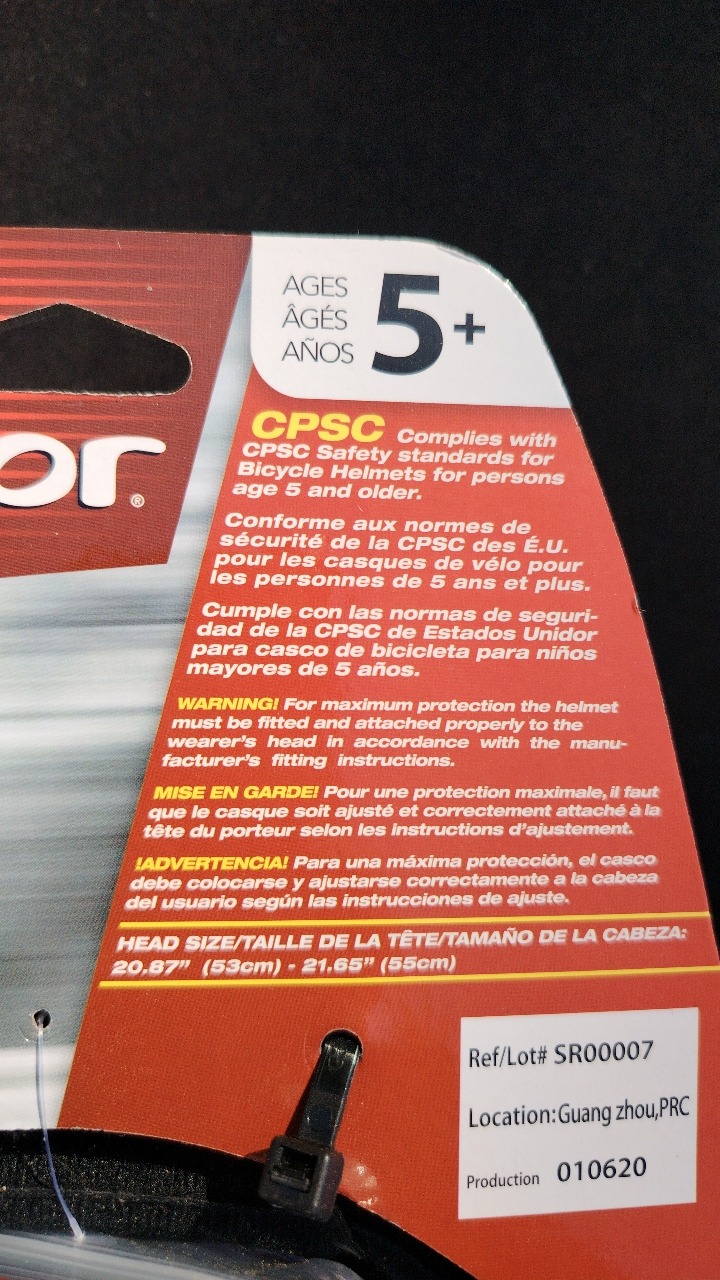 AGES
ÂGÉS
AÑOS
5+
or®
CPSC Complies with
CPSC Safety standards for
Bicycle Helmets for persons
age 5 and older.
Conforme aux normes de
sécurité de la CPSC des É.U.
pour les casques de vélo pour
les personnes de 5 ans et plus.
Cumple con las normas de seguri-
dad de la CPSC de Estados Unidor
para casco de bicicleta para niños
mayores de 5 años.
WARNING! For maximum protection the helmet
must be fitted and attached properly to the
wearer's head in accordance with the manu-
facturer's fitting instructions.
MISE EN GARDE! Pour une protection maximale, il faut
que le casque soit ajusté et correctement attaché à la
tête du porteur selon les instructions d'ajustement.
!ADVERTENCIA! Para una máxima protección, el casco
debe colocarse y ajustarse correctamente a la cabeza
del usuario según las instrucciones de ajuste.
HEAD SIZE/TAILLE DE LA TÊTE/TAMAÑO DE LA CABEZA:
20.87” (53cm) - 21.65” (55cm)
Ref/Lot# SR00007
Location:Guang zhou,PRC
Production 010620